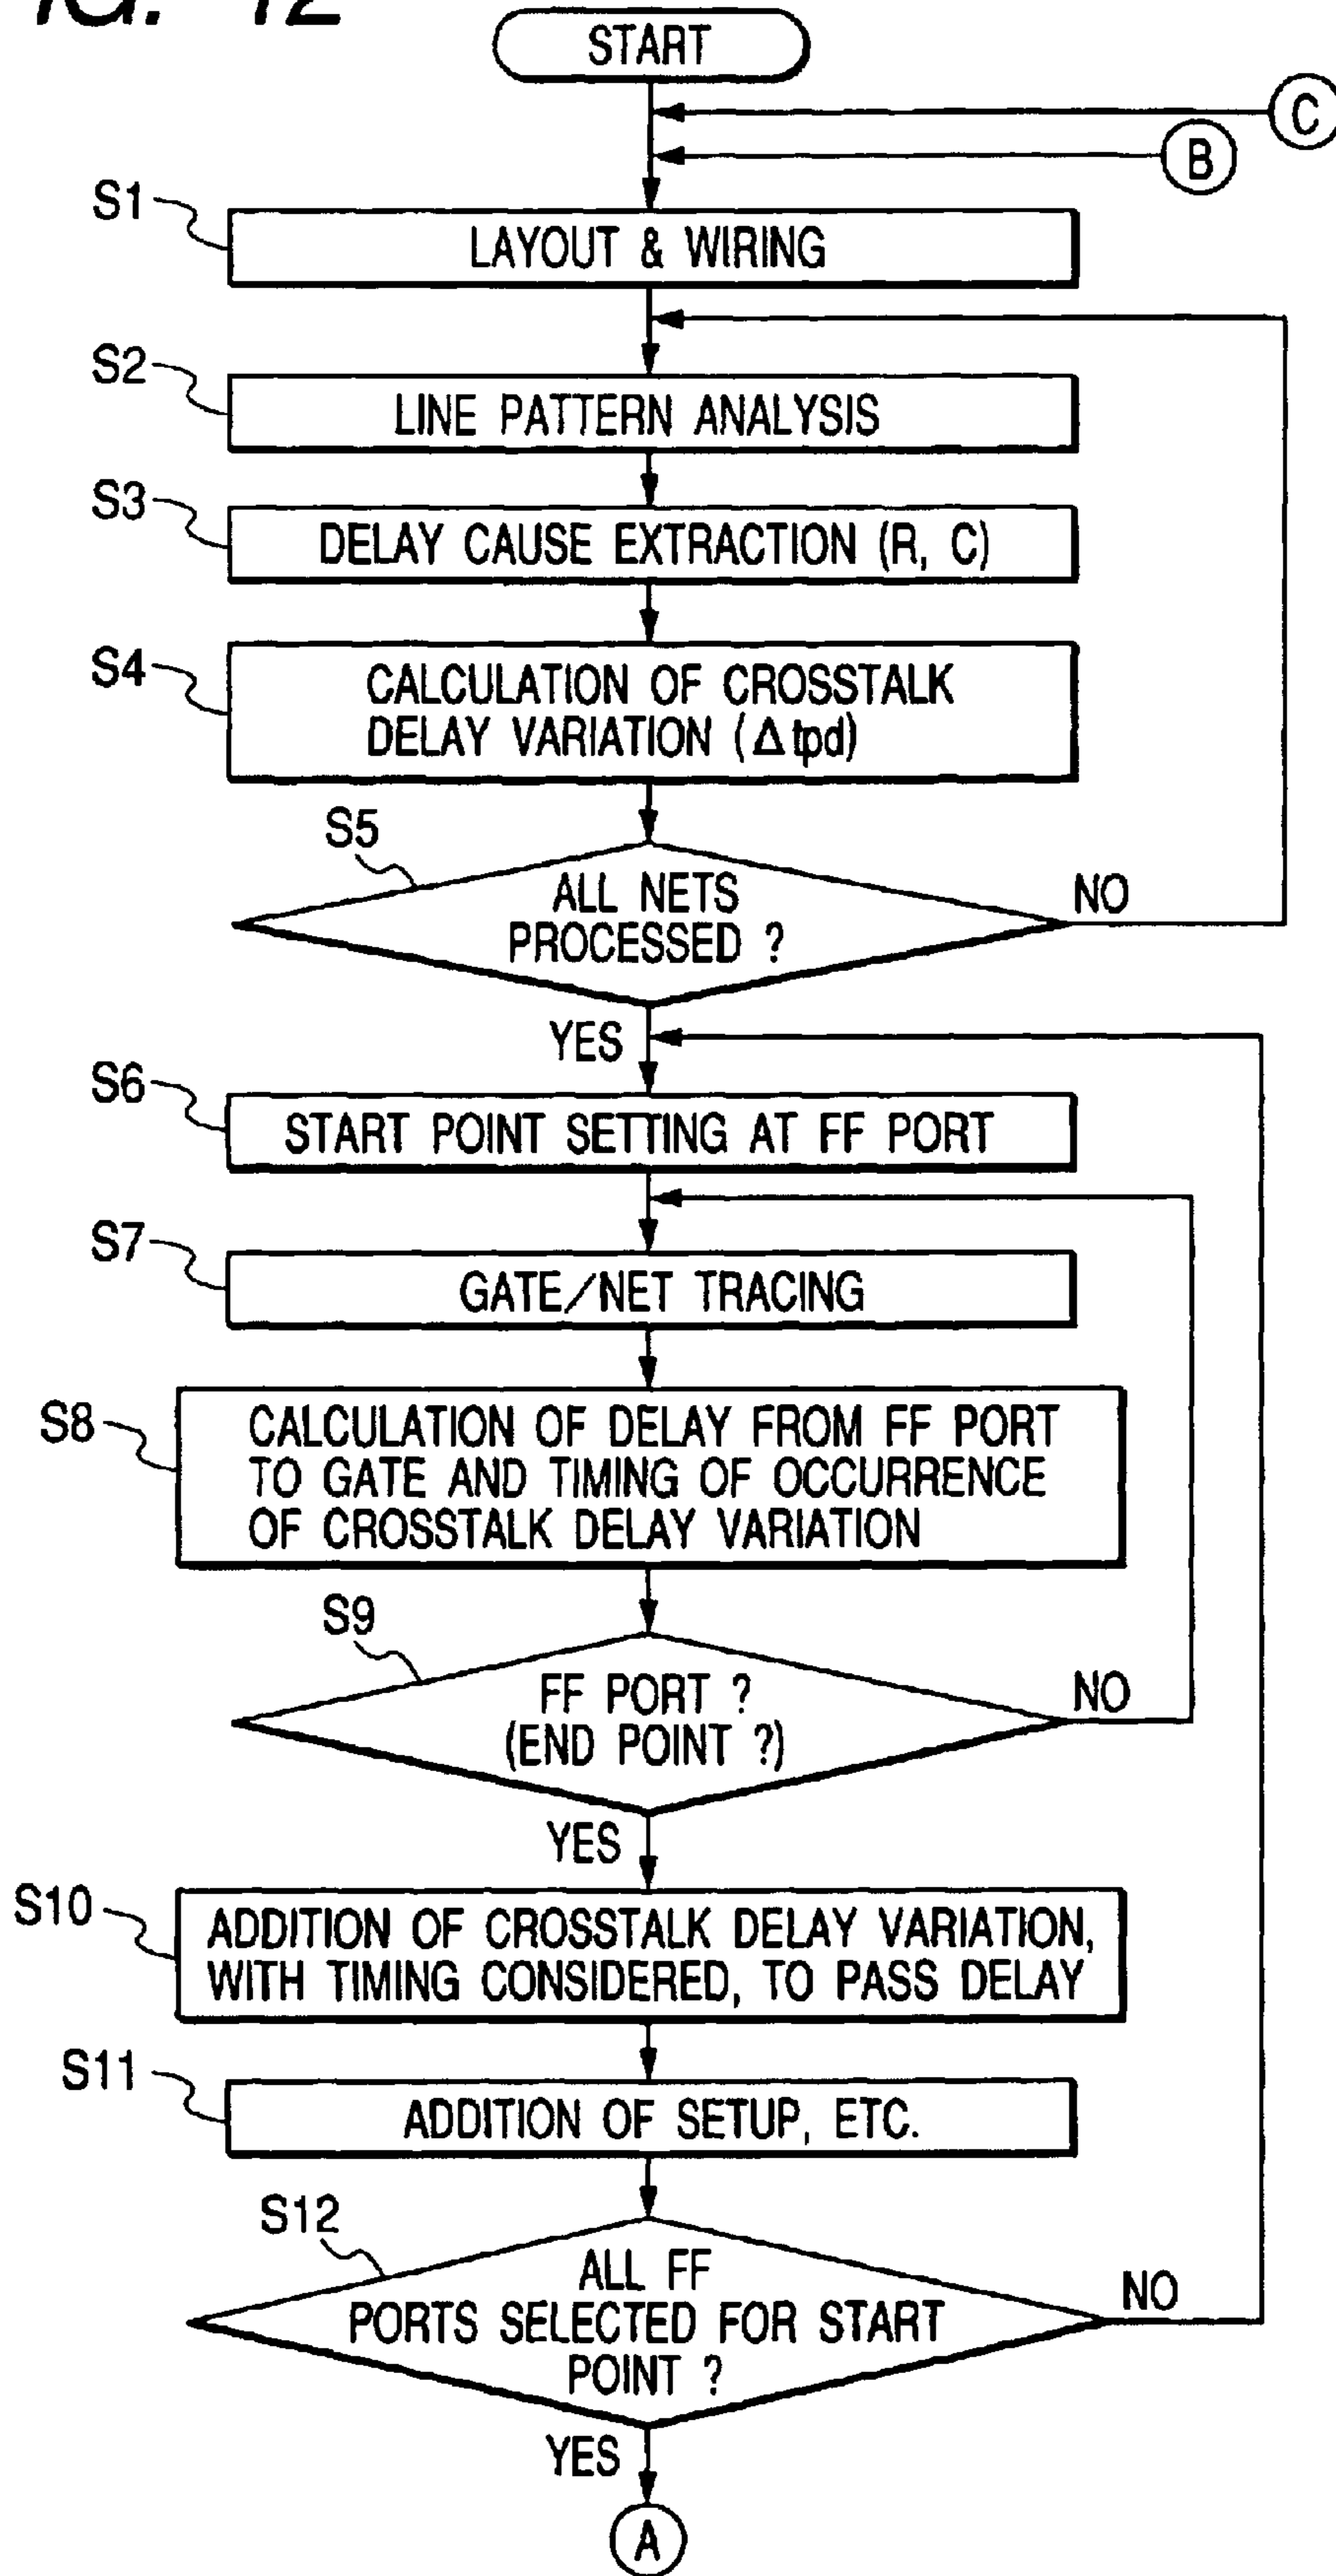 FIG. 12
START
C
B
S1
LAYOUT & WIRING
S2
LINE PATTERN ANALYSIS
S3
DELAY CAUSE EXTRACTION (R, C)
S4
CALCULATION OF CROSSTALK
DELAY VARIATION (Δtpd)
S5
ALL NETS
PROCESSED ?
NO
YES
S6
START POINT SETTING AT FF PORT
S7
GATE/NET TRACING
S8
CALCULATION OF DELAY FROM FF PORT
TO GATE AND TIMING OF OCCURRENCE
OF CROSSTALK DELAY VARIATION
S9
FF PORT ?
(END POINT ?)
NO
YES
S10
ADDITION OF CROSSTALK DELAY VARIATION,
WITH TIMING CONSIDERED, TO PASS DELAY
S11
ADDITION OF SETUP, ETC.
S12
ALL FF
PORTS SELECTED FOR START
POINT ?
NO
YES
A